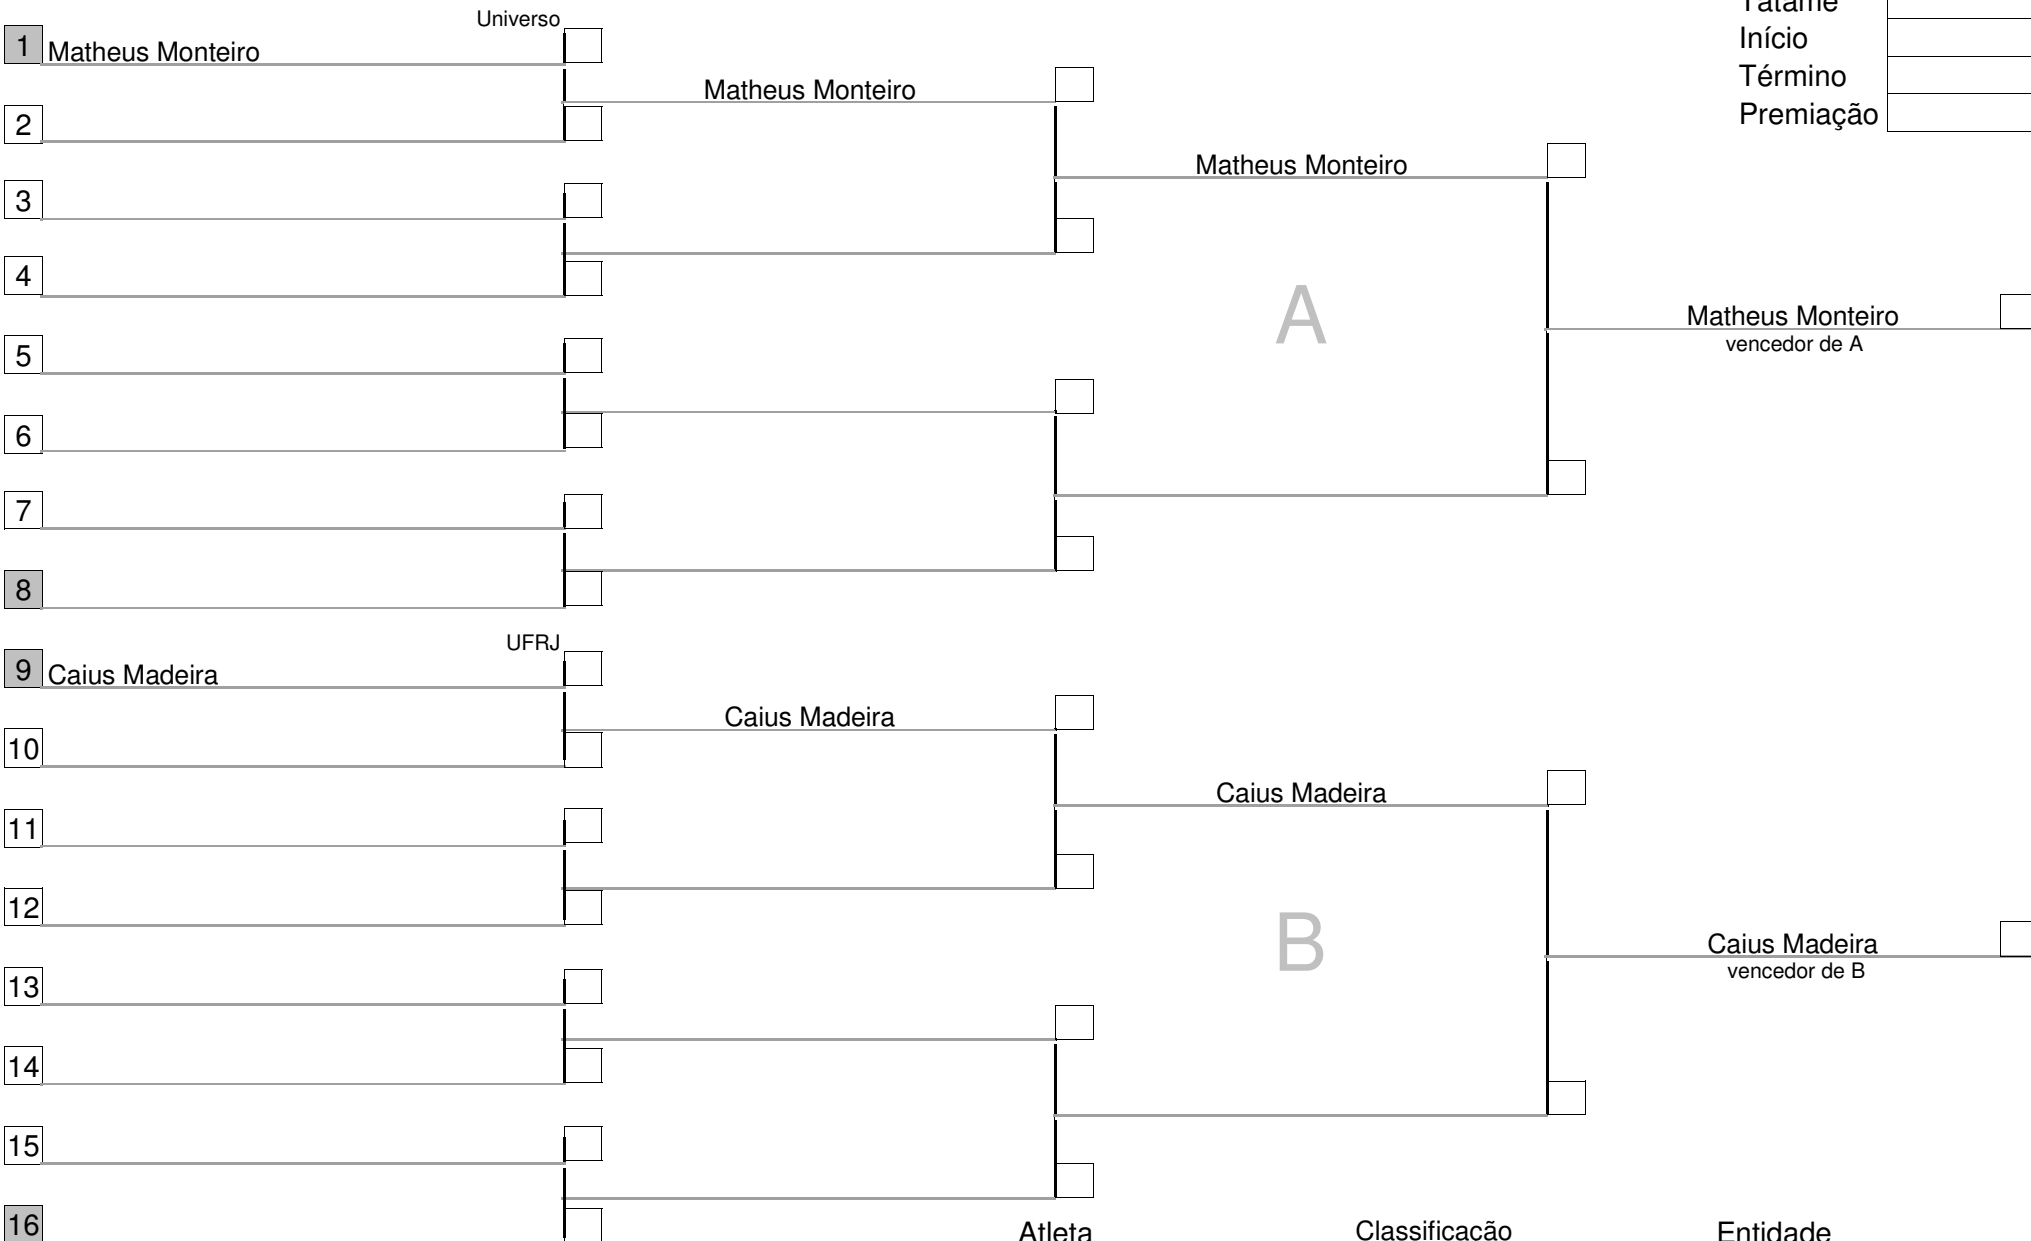 Universo
1 Matheus Monteiro
Tatame
Início
Término
Premiação
Matheus Monteiro
2
Matheus Monteiro
3
4
A
Matheus Monteiro
vencedor de A
5
6
7
8
UFRJ
9 Caius Madeira
Caius Madeira
10
Caius Madeira
11
12
B
Caius Madeira
vencedor de B
13
14
15
16
Atleta Classificação Entidade